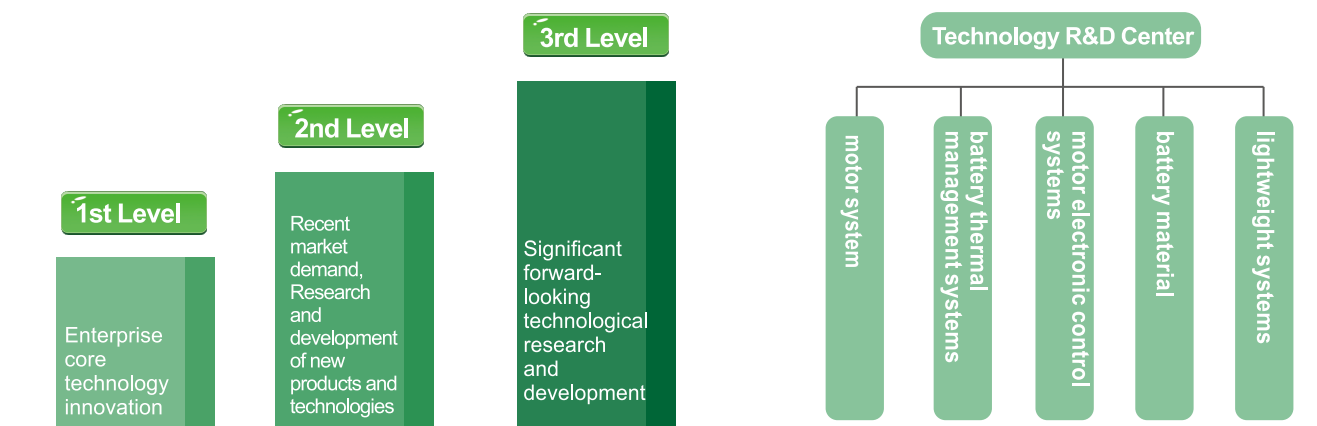 1st Level
Enterprise
core
technology
innovation
2nd Level
Recent
market
demand,
Research
and
development
of new
products and
technologies
3rd Level
Significant
forward-
looking
technological
research
and
development
Technology R&D Center
motor system
battery thermal
management systems
motor electronic control
systems
battery material
lightweight systems